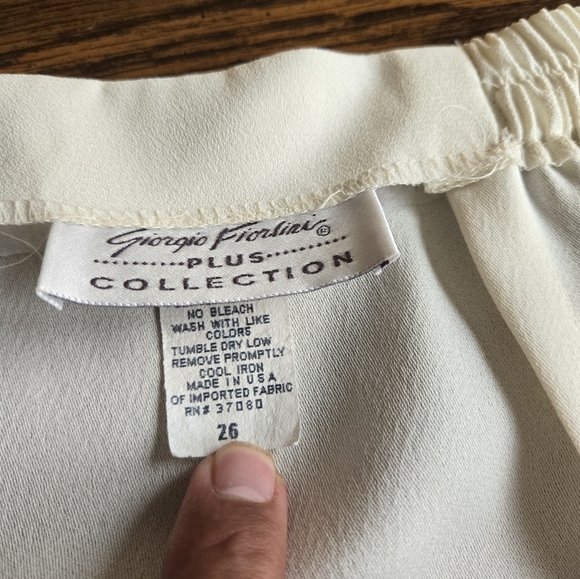 Giorgio Fiorlini®
PLUS
COLLECTION
NO BLEACH
WASH WITH LIKE
COLORS
TUMBLE DRY LOW
REMOVE PROMPTLY
COOL IRON
MADE IN USA
OF IMPORTED FABRIC
RN# 37080
26